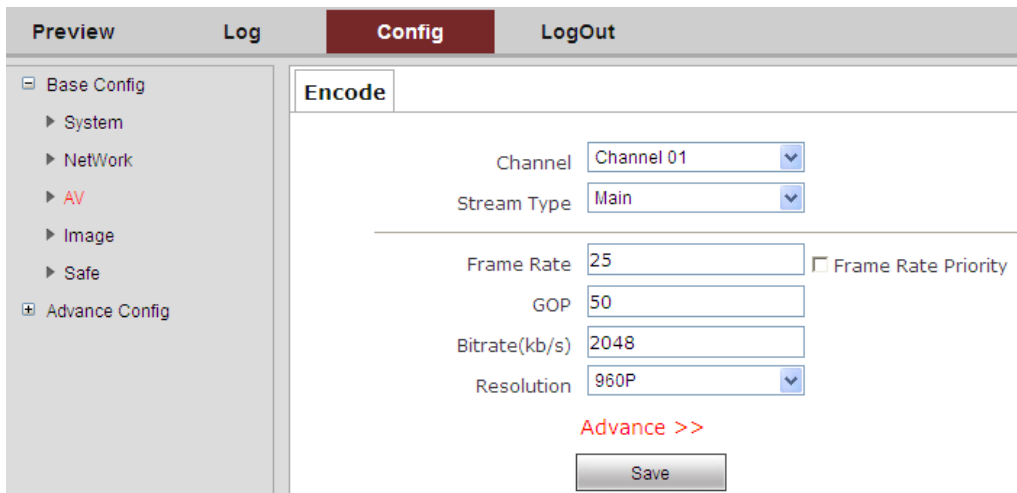 Preview Log Config LogOut
Base Config
System
NetWork
AV
Image
Safe
Advance Config
Encode
Channel Channel 01
Stream Type Main
Frame Rate 25 Frame Rate Priority
GOP 50
Bitrate(kb/s) 2048
Resolution 960P
Advance >>
Save